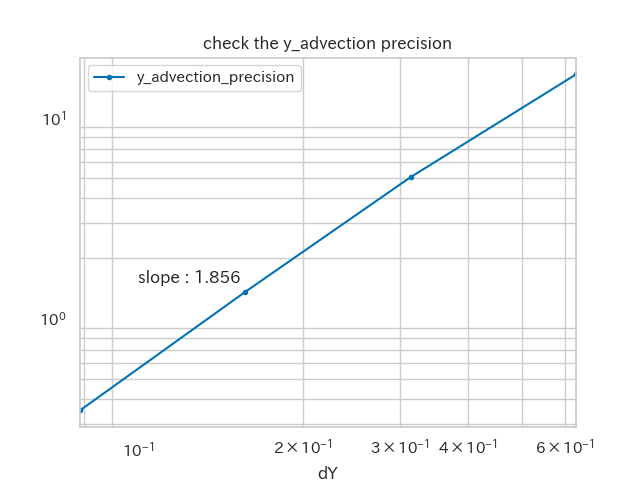 check the y_advection precision
y_advection_precision
10¹
slope : 1.856
10⁰
10⁻¹
2×10⁻¹
3×10⁻¹
4×10⁻¹
6×10⁻¹
dY